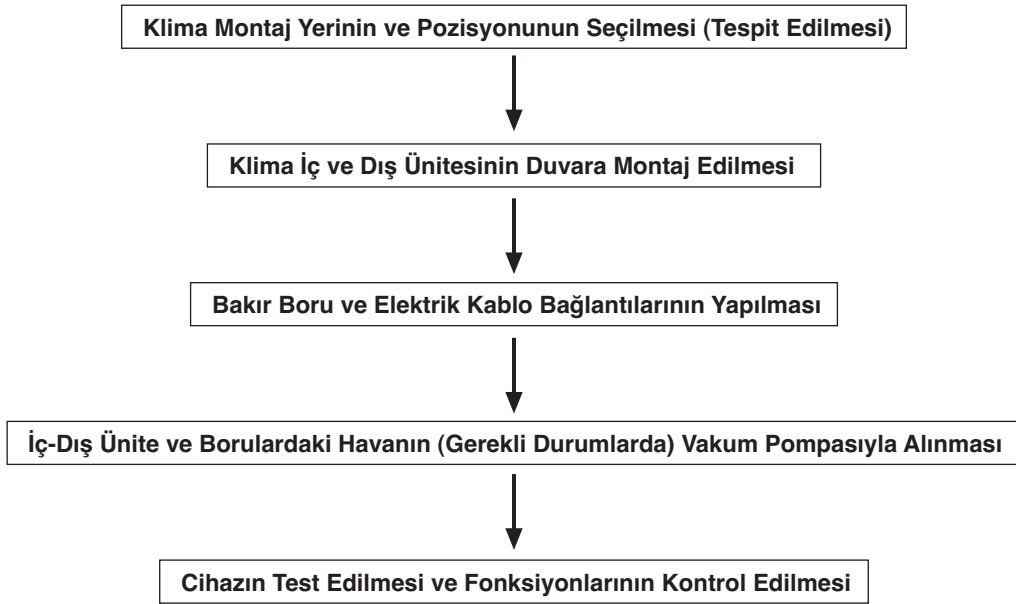 Klima Montaj Yerinin ve Pozisyonunun Seçilmesi (Tespit Edilmesi)
Klima İç ve Dış Ünitesinin Duvara Montaj Edilmesi
Bakır Boru ve Elektrik Kablo Bağlantılarının Yapılması
İç-Dış Ünite ve Borulardaki Havanın (Gerekli Durumlarda) Vakum Pompasıyla Alınması
Cihazın Test Edilmesi ve Fonksiyonlarının Kontrol Edilmesi